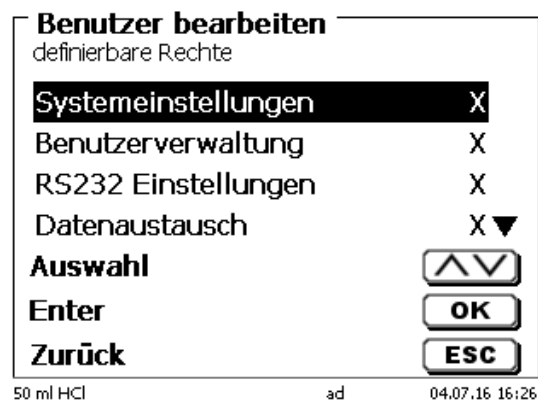 Benutzer bearbeiten
definierbare Rechte
Systemeinstellungen X
Benutzerverwaltung X
RS232 Einstellungen X
Datenaustausch X
Auswahl
Enter OK
Zurück ESC
50 ml HCl ad 04.07.16 16:26